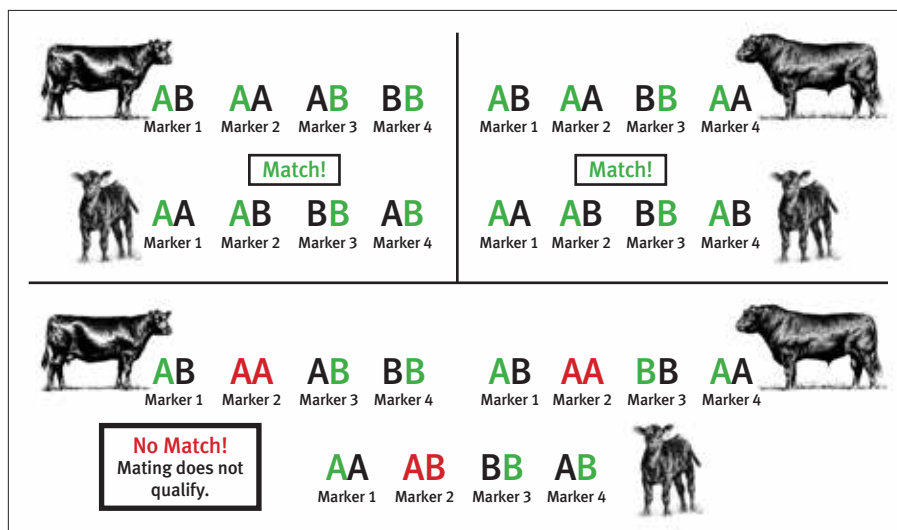 AB AA AB BB
Marker 1 Marker 2 Marker 3 Marker 4
Match!
AA AB BB AB
Marker 1 Marker 2 Marker 3 Marker 4
AB AA BB AA
Marker 1 Marker 2 Marker 3 Marker 4
Match!
AA AB BB AB
Marker 1 Marker 2 Marker 3 Marker 4
AB AA AB BB
Marker 1 Marker 2 Marker 3 Marker 4
AB AA BB AA
Marker 1 Marker 2 Marker 3 Marker 4
No Match!
Mating does not
qualify.
AA AB BB AB
Marker 1 Marker 2 Marker 3 Marker 4